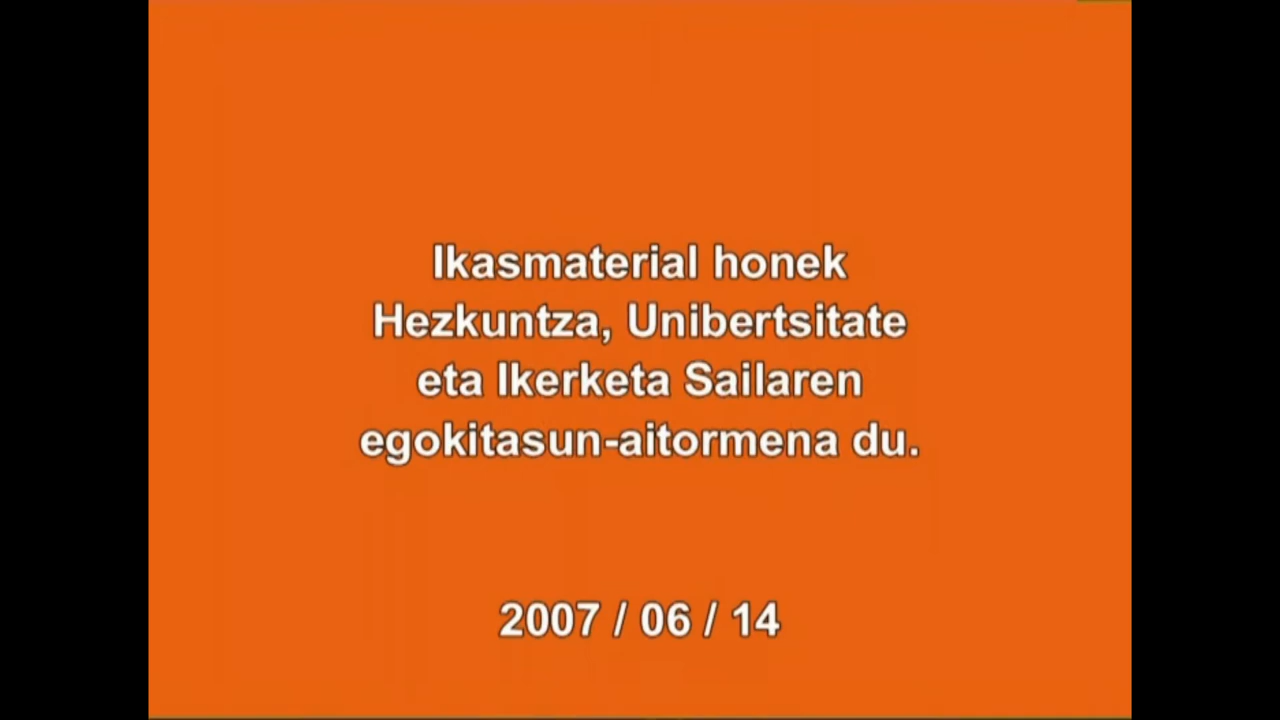 Ikasmaterial honek
Hezkuntza, Unibertsitate
eta Ikerketa Sailaren
egokitasun-aitormena du.
2007 / 06 / 14